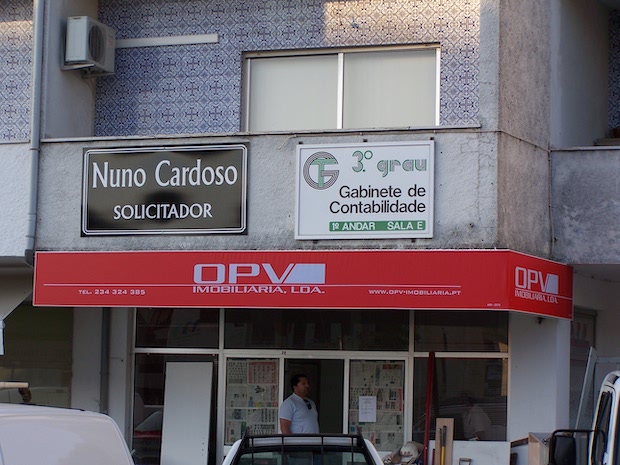 Nuno Cardoso
SOLICITADOR
3.º grau
Gabinete de
Contabilidade
1º ANDAR SALA E
OPV
IMOBILIARIA, LDA.
TEL. 234 324 385
WWW.OPV-IMOBILIARIA.PT
OPV
IMOBILIARIA, LDA.